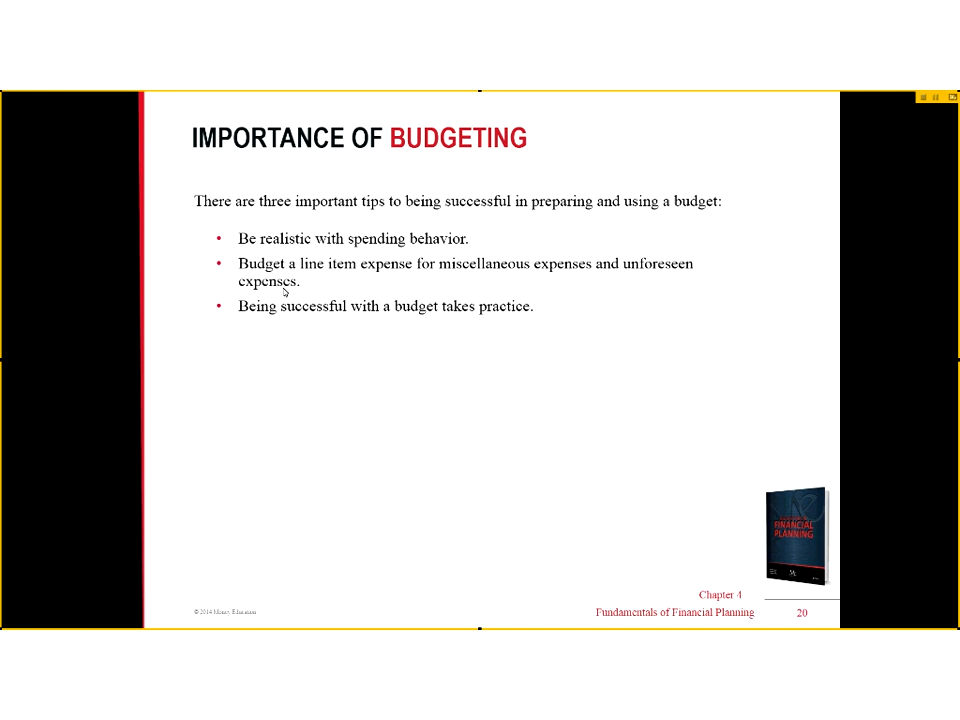 IMPORTANCE OF BUDGETING
There are three important tips to being successful in preparing and using a budget:
• Be realistic with spending behavior.
• Budget a line item expense for miscellaneous expenses and unforeseen
expenses.
• Being successful with a budget takes practice.
FINANCIAL
PLANNING
Chapter 4
© 2014 Money Education
Fundamentals of Financial Planning
20